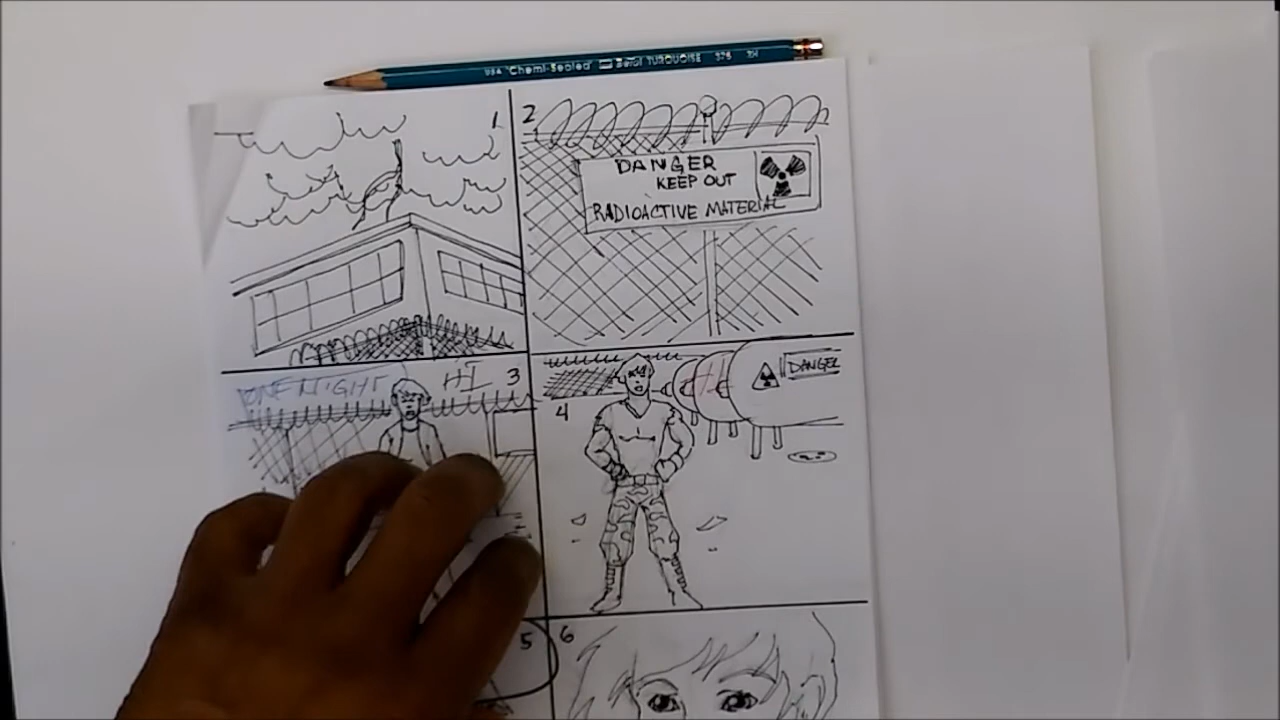 USA "Chemi-Sealed" TURQUOISE 375 2H
1
2
DANGER
KEEP OUT
RADIOACTIVE MATERIAL
ONE NIGHT
HI
3
4
DANGER
5
6